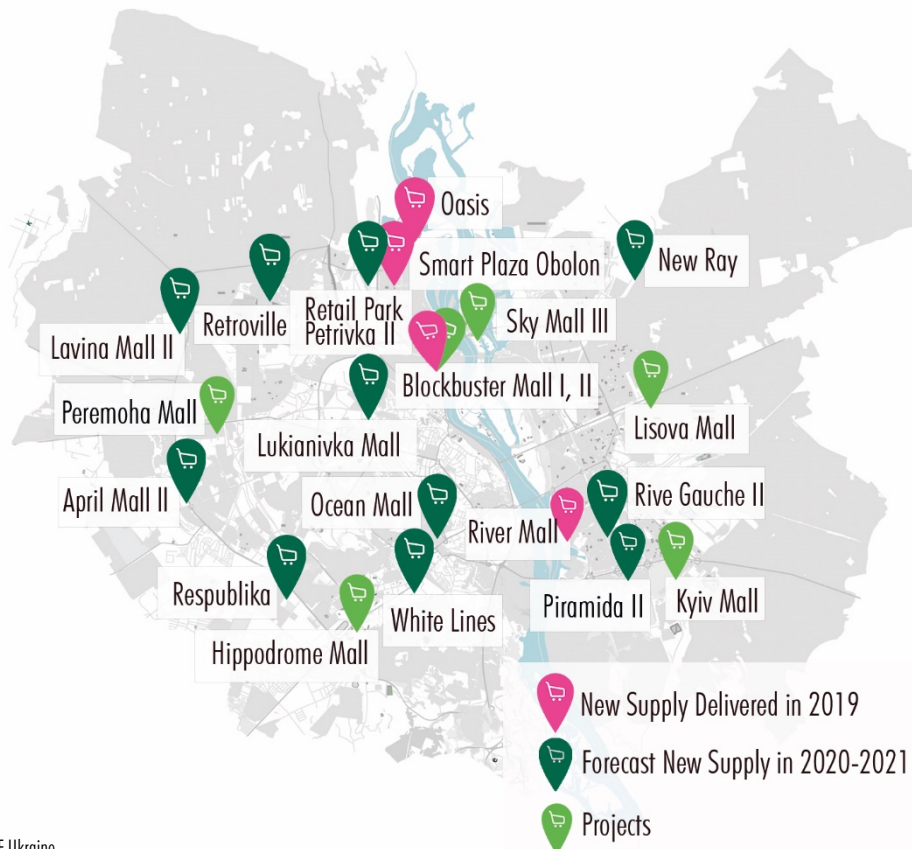 Oasis
Smart Plaza Obolon
New Ray
Retail Park
Petrivka II
Retroville
Sky Mall III
Lavina Mall II
Blockbuster Mall I, II
Peremoha Mall
Lukianivka Mall
Lisova Mall
April Mall II
Ocean Mall
Rive Gauche II
River Mall
Respublika
White Lines
Piramida II
Kyiv Mall
Hippodrome Mall
New Supply Delivered in 2019
Forecast New Supply in 2020-2021
Projects
Ukraine